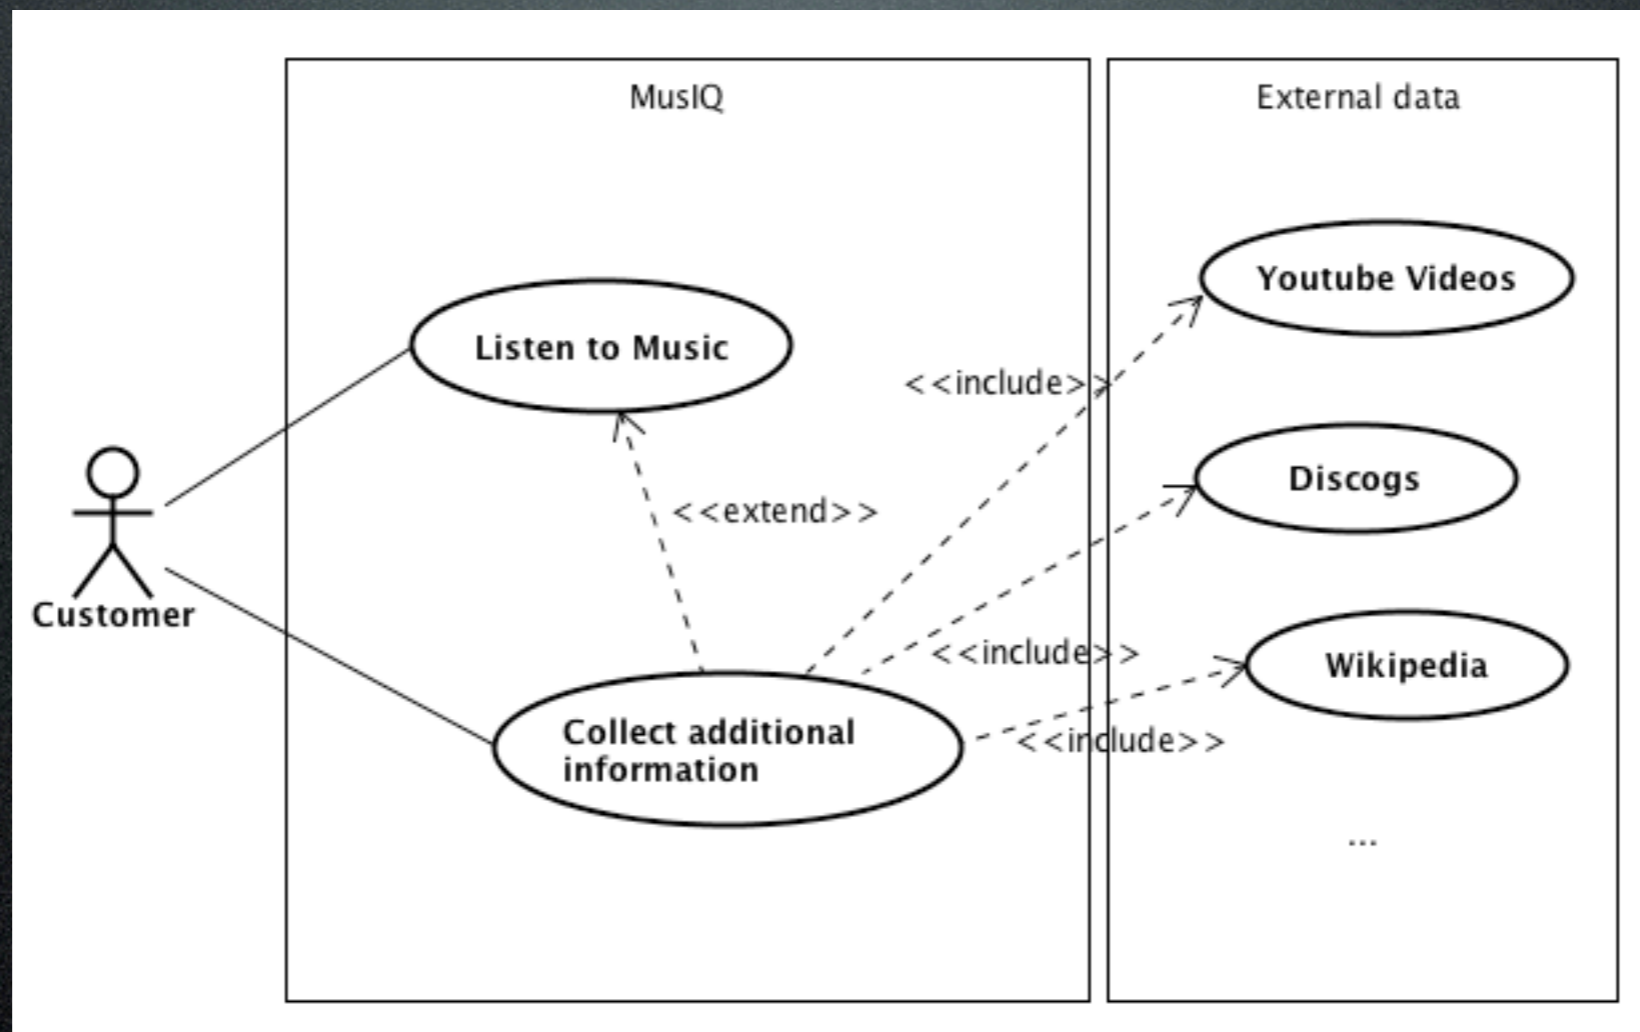 MusIQ
External data
Youtube Videos
Listen to Music
<<include>>
Discogs
<<extend>>
Customer
<<include>>
Wikipedia
Collect additional
information
<<include>>
...